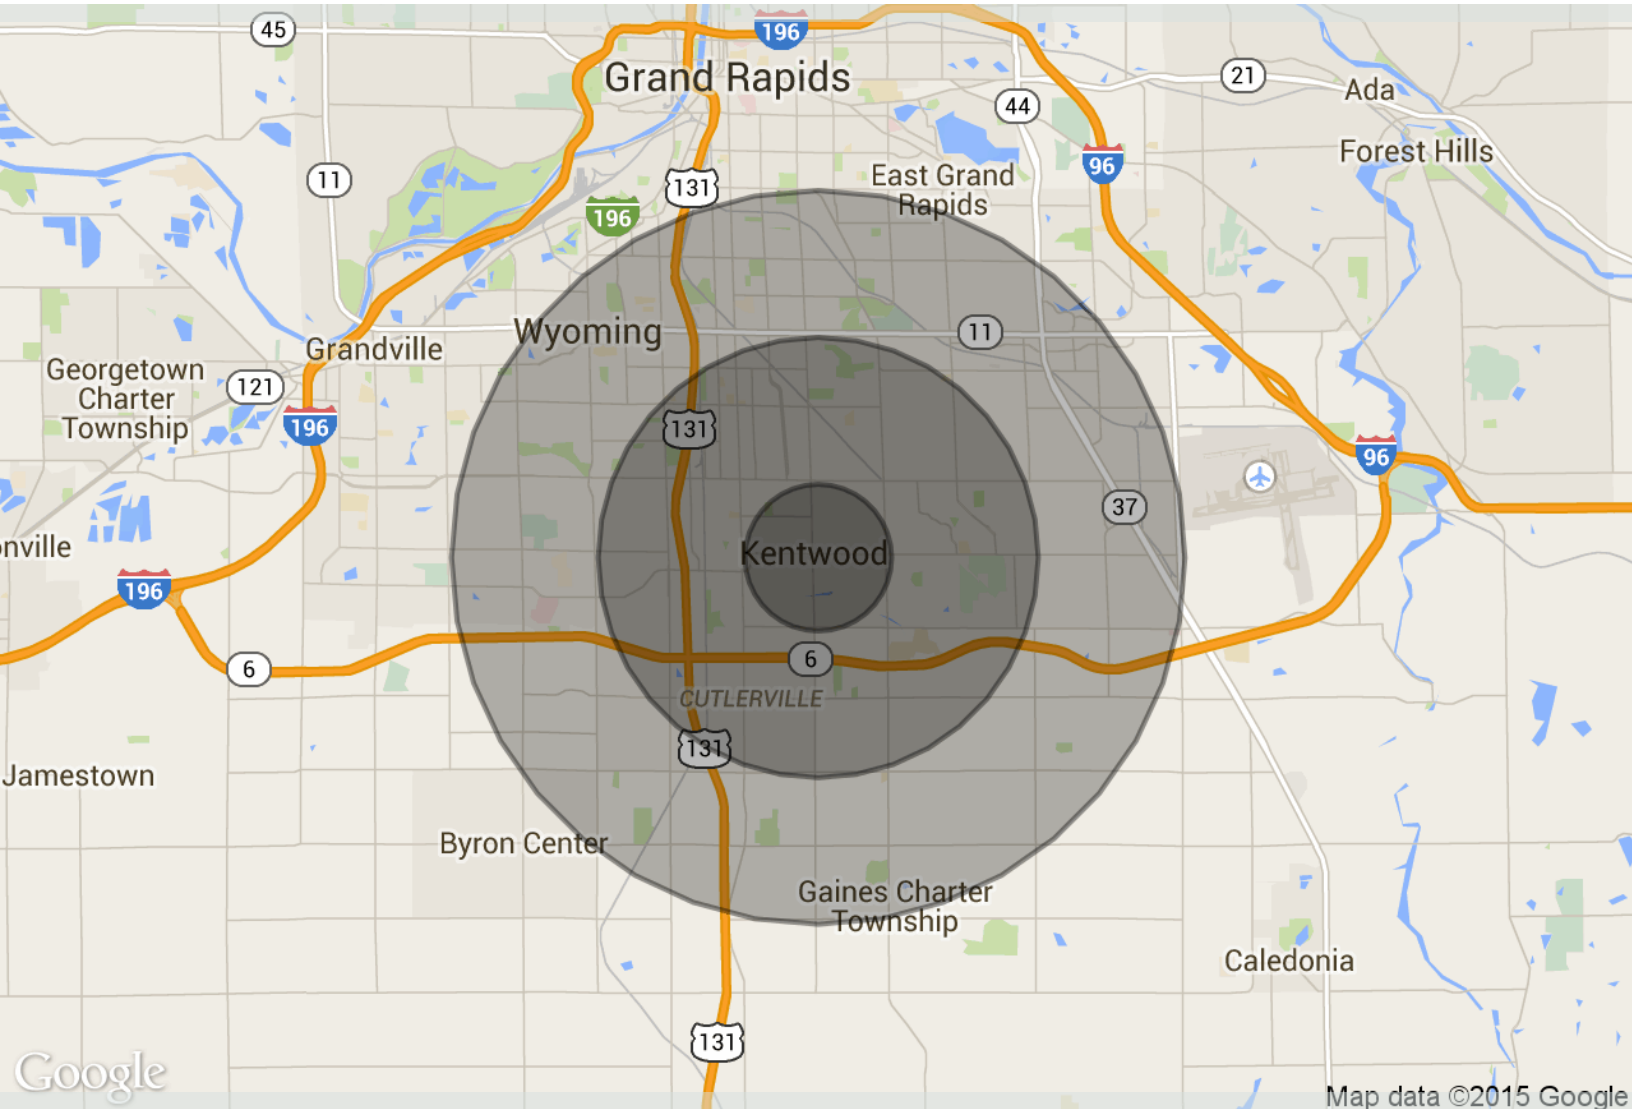 45
196
Grand Rapids
21
Ada
44
Forest Hills
96
11
131
East Grand
Rapids
196
Wyoming
11
Grandville
Georgetown
Charter
Township
121
196
131
96
37
onville
Kentwood
196
6
6
CUTLERVILLE
131
Jamestown
Byron Center
Gaines Charter
Township
Caledonia
131
Google
Map data ©2015 Google